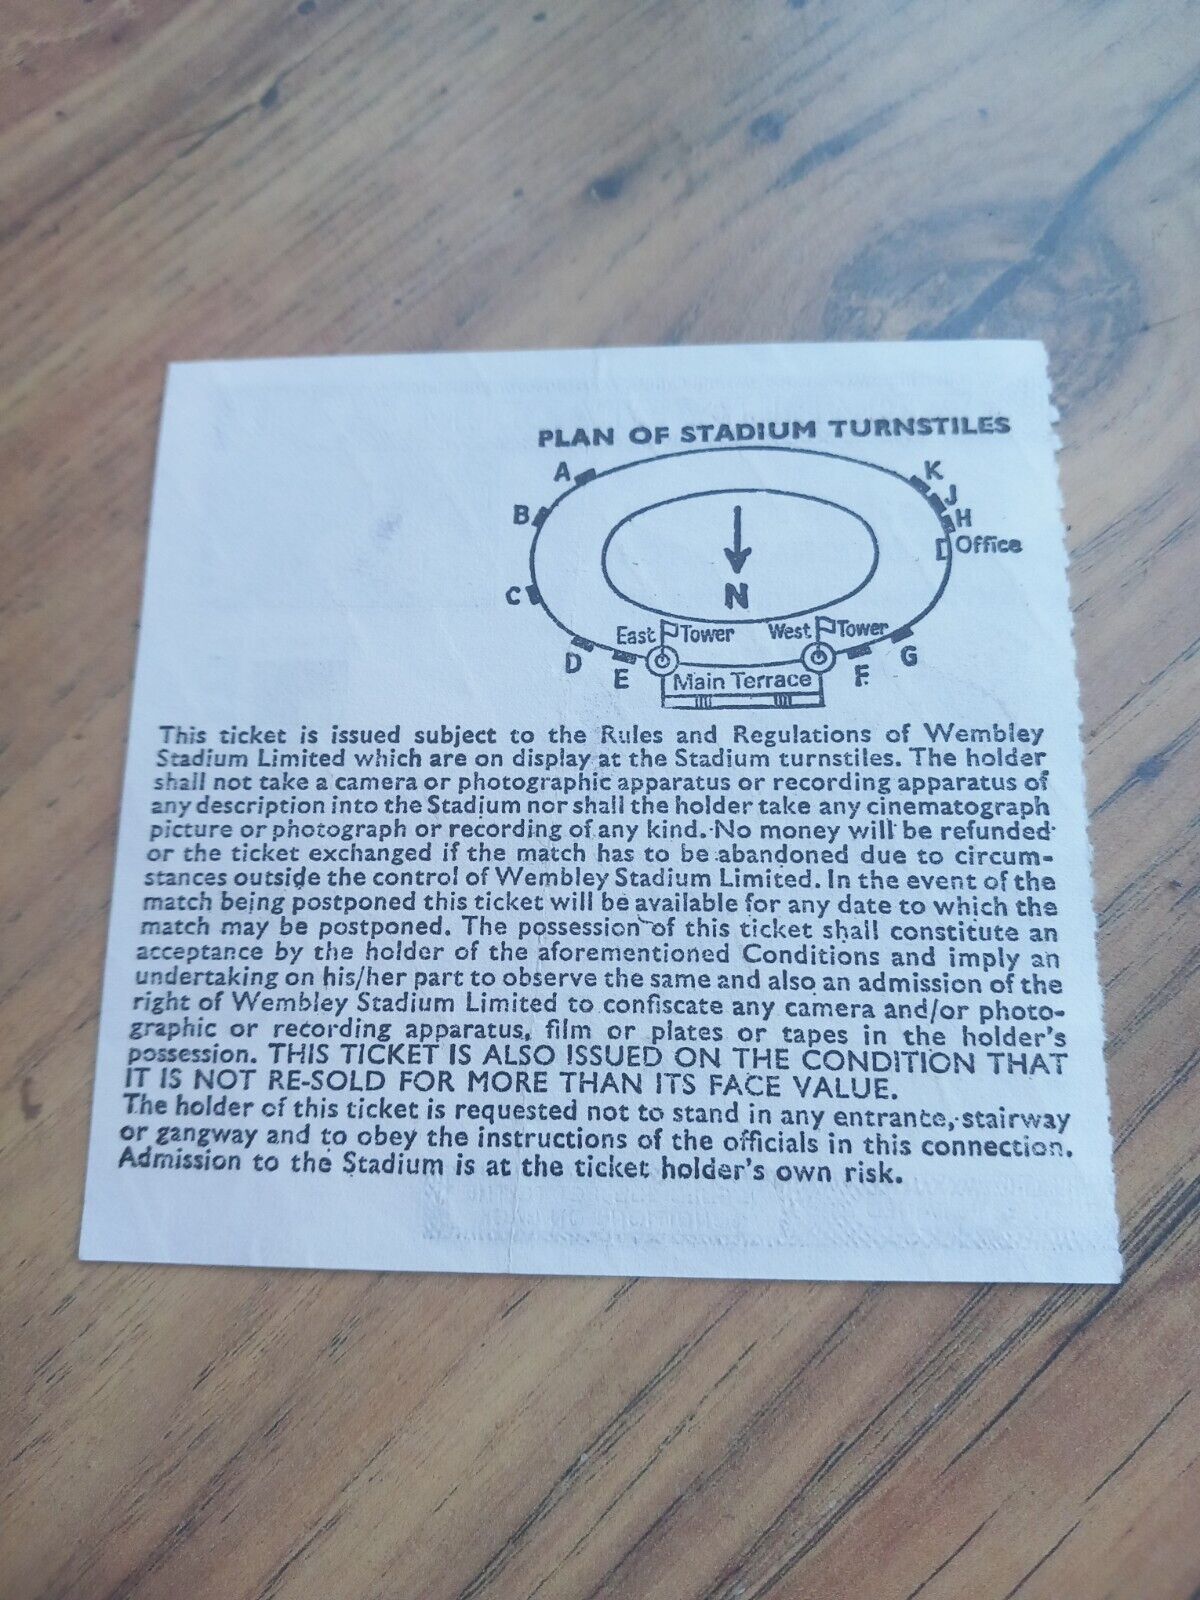 PLAN OF STADIUM TURNSTILES
A
K
J
B
H
Office
N
C
East Tower
West Tower
D
E
Main Terrace
F
G
This ticket is issued subject to the Rules and Regulations of Wembley
Stadium Limited which are on display at the Stadium turnstiles. The holder
shall not take a camera or photographic apparatus or recording apparatus of
any description into the Stadium nor shall the holder take any cinematograph
picture or photograph or recording of any kind. No money will be refunded
or the ticket exchanged if the match has to be abandoned due to circum-
stances outside the control of Wembley Stadium Limited. In the event of the
match being postponed this ticket will be available for any date to which the
match may be postponed. The possession of this ticket shall constitute an
acceptance by the holder of the aforementioned Conditions and imply an
undertaking on his/her part to observe the same and also an admission of the
right of Wembley Stadium Limited to confiscate any camera and/or photo-
graphic or recording apparatus, film or plates or tapes in the holder's
possession. THIS TICKET IS ALSO ISSUED ON THE CONDITION THAT
IT IS NOT RE-SOLD FOR MORE THAN ITS FACE VALUE.
The holder of this ticket is requested not to stand in any entrance, stairway
or gangway and to obey the instructions of the officials in this connection.
Admission to the Stadium is at the ticket holder's own risk.